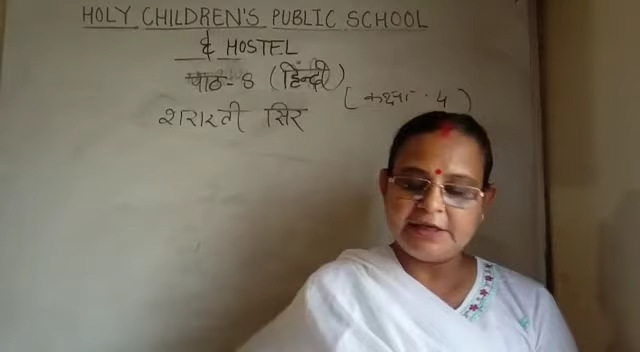 HOLY CHILDREN'S PUBLIC SCHOOL
& HOSTEL
पाठ- 8 (हिन्दी)
(कक्षा - 4)
शरारती सिर